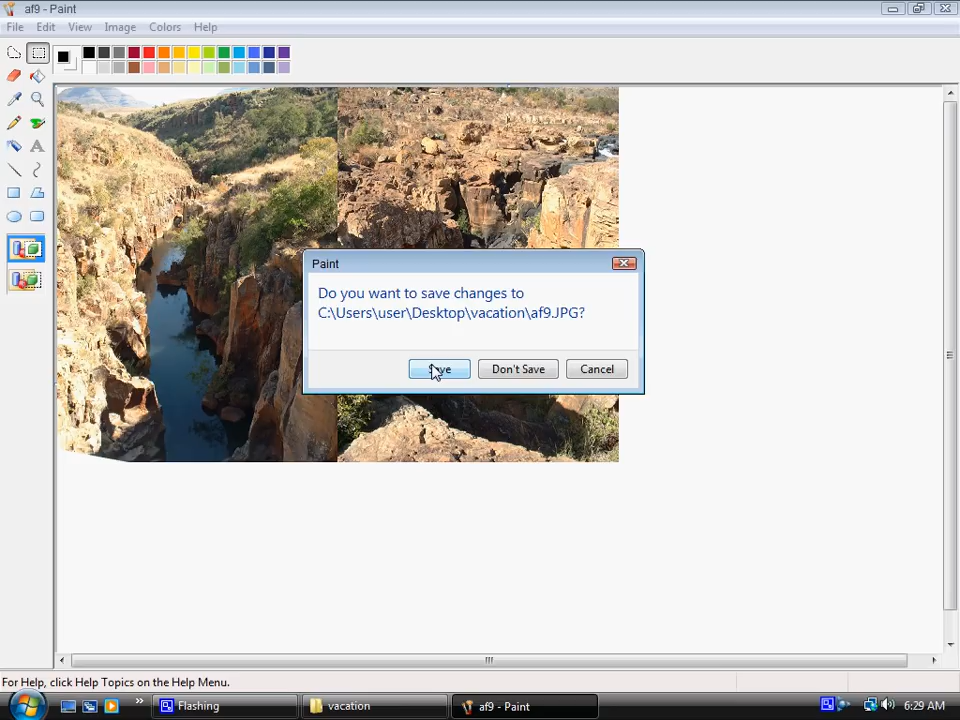 af9 - Paint
File Edit View Image Colors Help
Paint
Do you want to save changes to
C:\Users\user\Desktop\vacation\af9.JPG?
Save Don't Save Cancel
For Help, click Help Topics on the Help Menu.
Flashing vacation af9 - Paint 6:29 AM